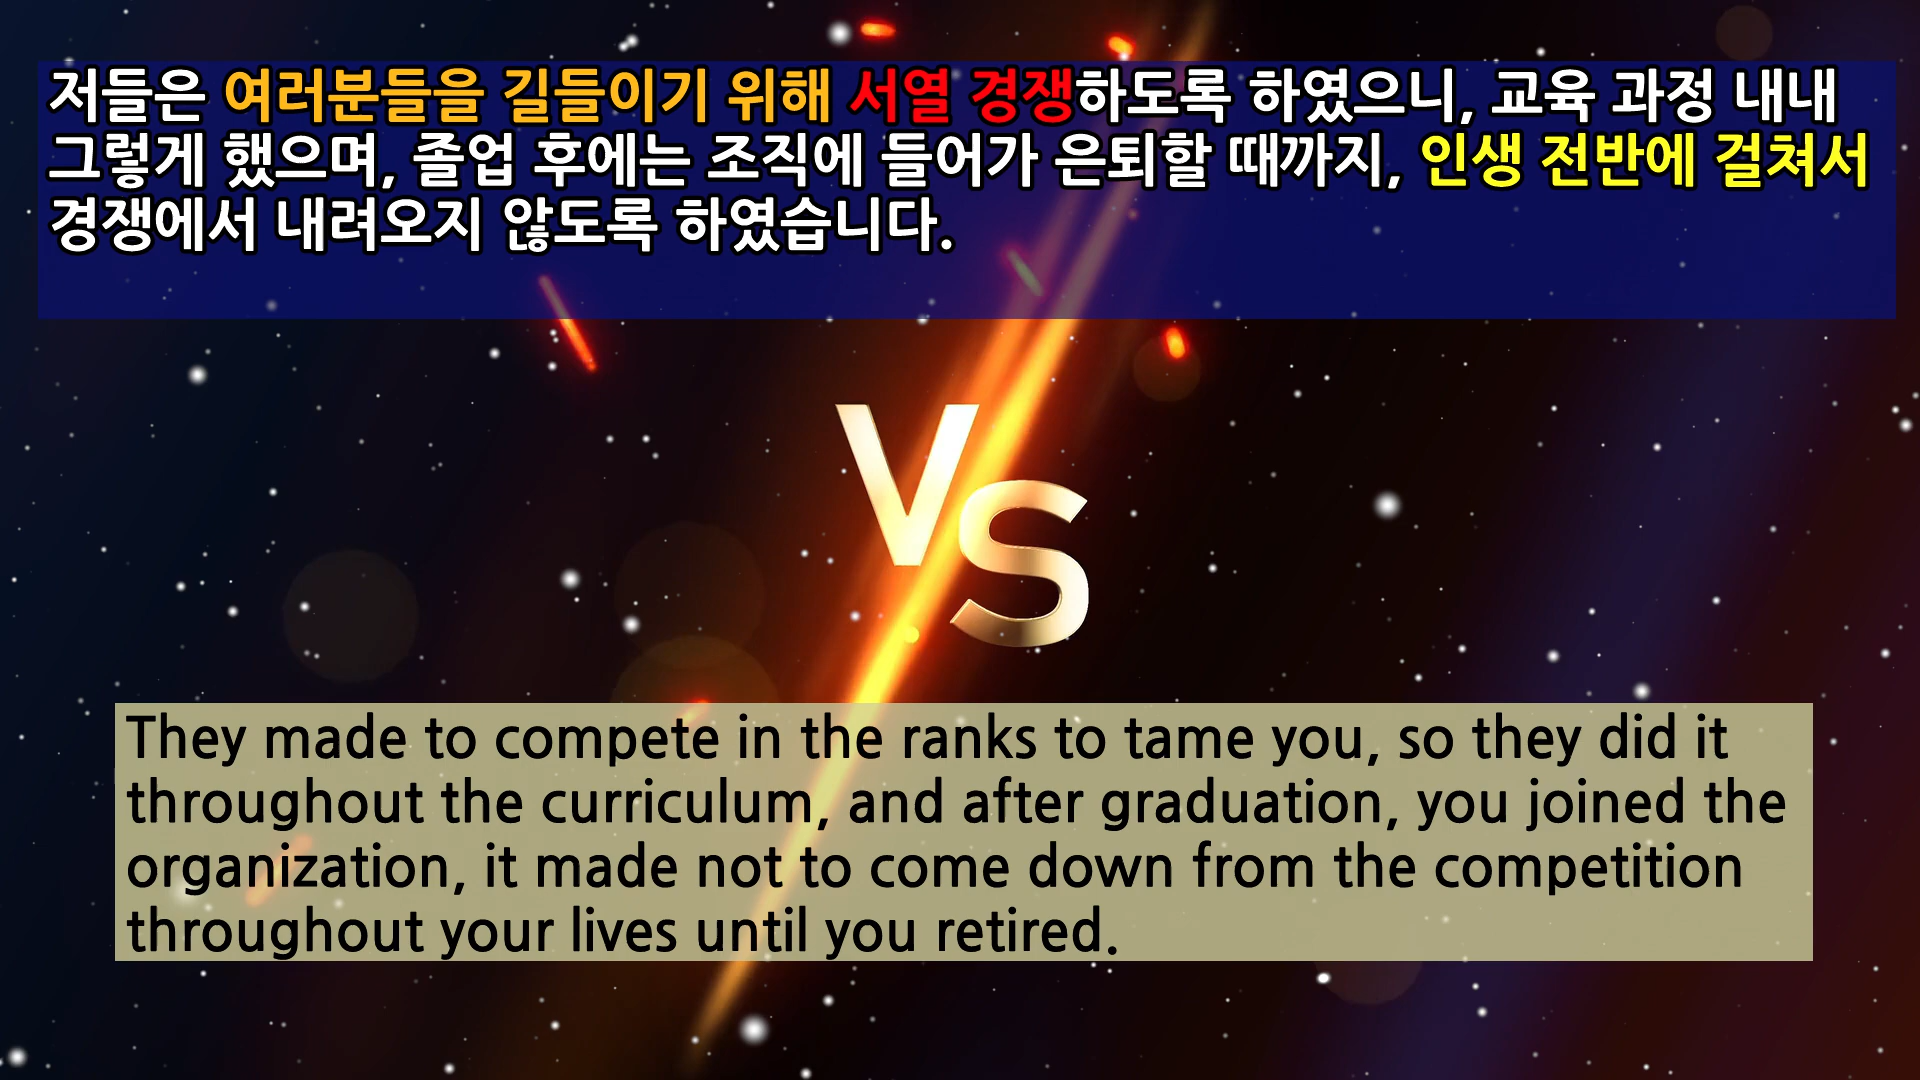 저들은 여러분들을 길들이기 위해 서열 경쟁하도록 하였으니, 교육 과정 내내
그렇게 했으며, 졸업 후에는 조직에 들어가 은퇴할 때까지, 인생 전반에 걸쳐서
경쟁에서 내려오지 않도록 하였습니다.
VS
They made to compete in the ranks to tame you, so they did it
throughout the curriculum, and after graduation, you joined the
organization, it made not to come down from the competition
throughout your lives until you retired.